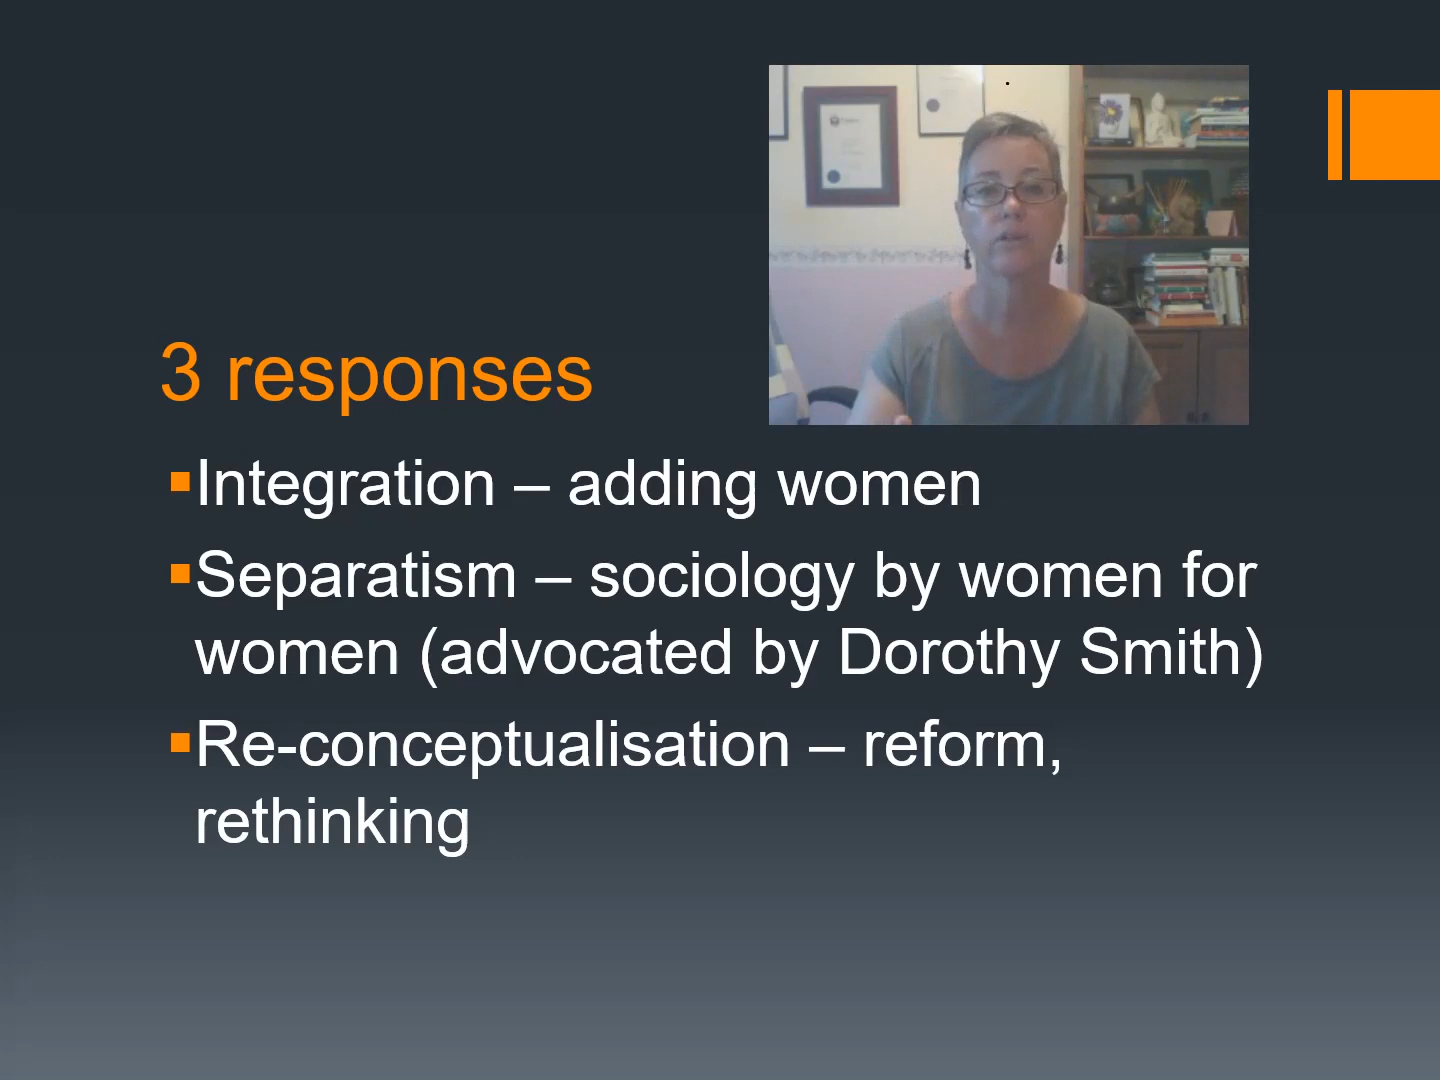 3 responses
Integration – adding women
Separatism – sociology by women for
women (advocated by Dorothy Smith)
Re-conceptualisation – reform,
rethinking